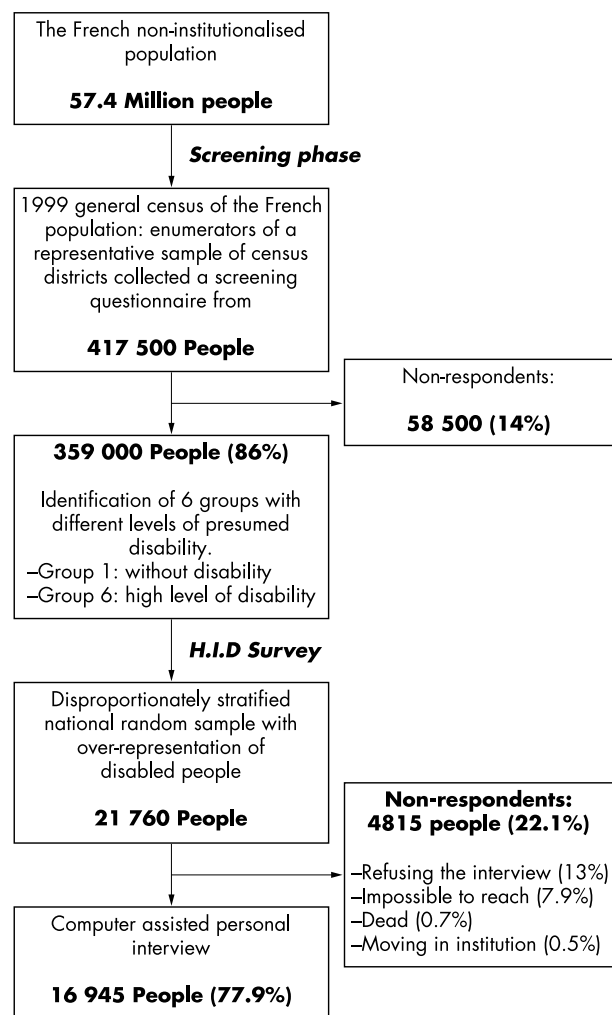 The French non-institutionalised
population
57.4 Million people
Screening phase
1999 general census of the French
population: enumerators of a
representative sample of census
districts collected a screening
questionnaire from
417 500 People
Non-respondents:
58 500 (14%)
359 000 People (86%)
Identification of 6 groups with
different levels of presumed
disability.
–Group 1: without disability
–Group 6: high level of disability
H.I.D Survey
Disproportionately stratified
national random sample with
over-representation of
disabled people
21 760 People
Non-respondents:
4815 people (22.1%)
–Refusing the interview (13%)
–Impossible to reach (7.9%)
–Dead (0.7%)
–Moving in institution (0.5%)
Computer assisted personal
interview
16 945 People (77.9%)